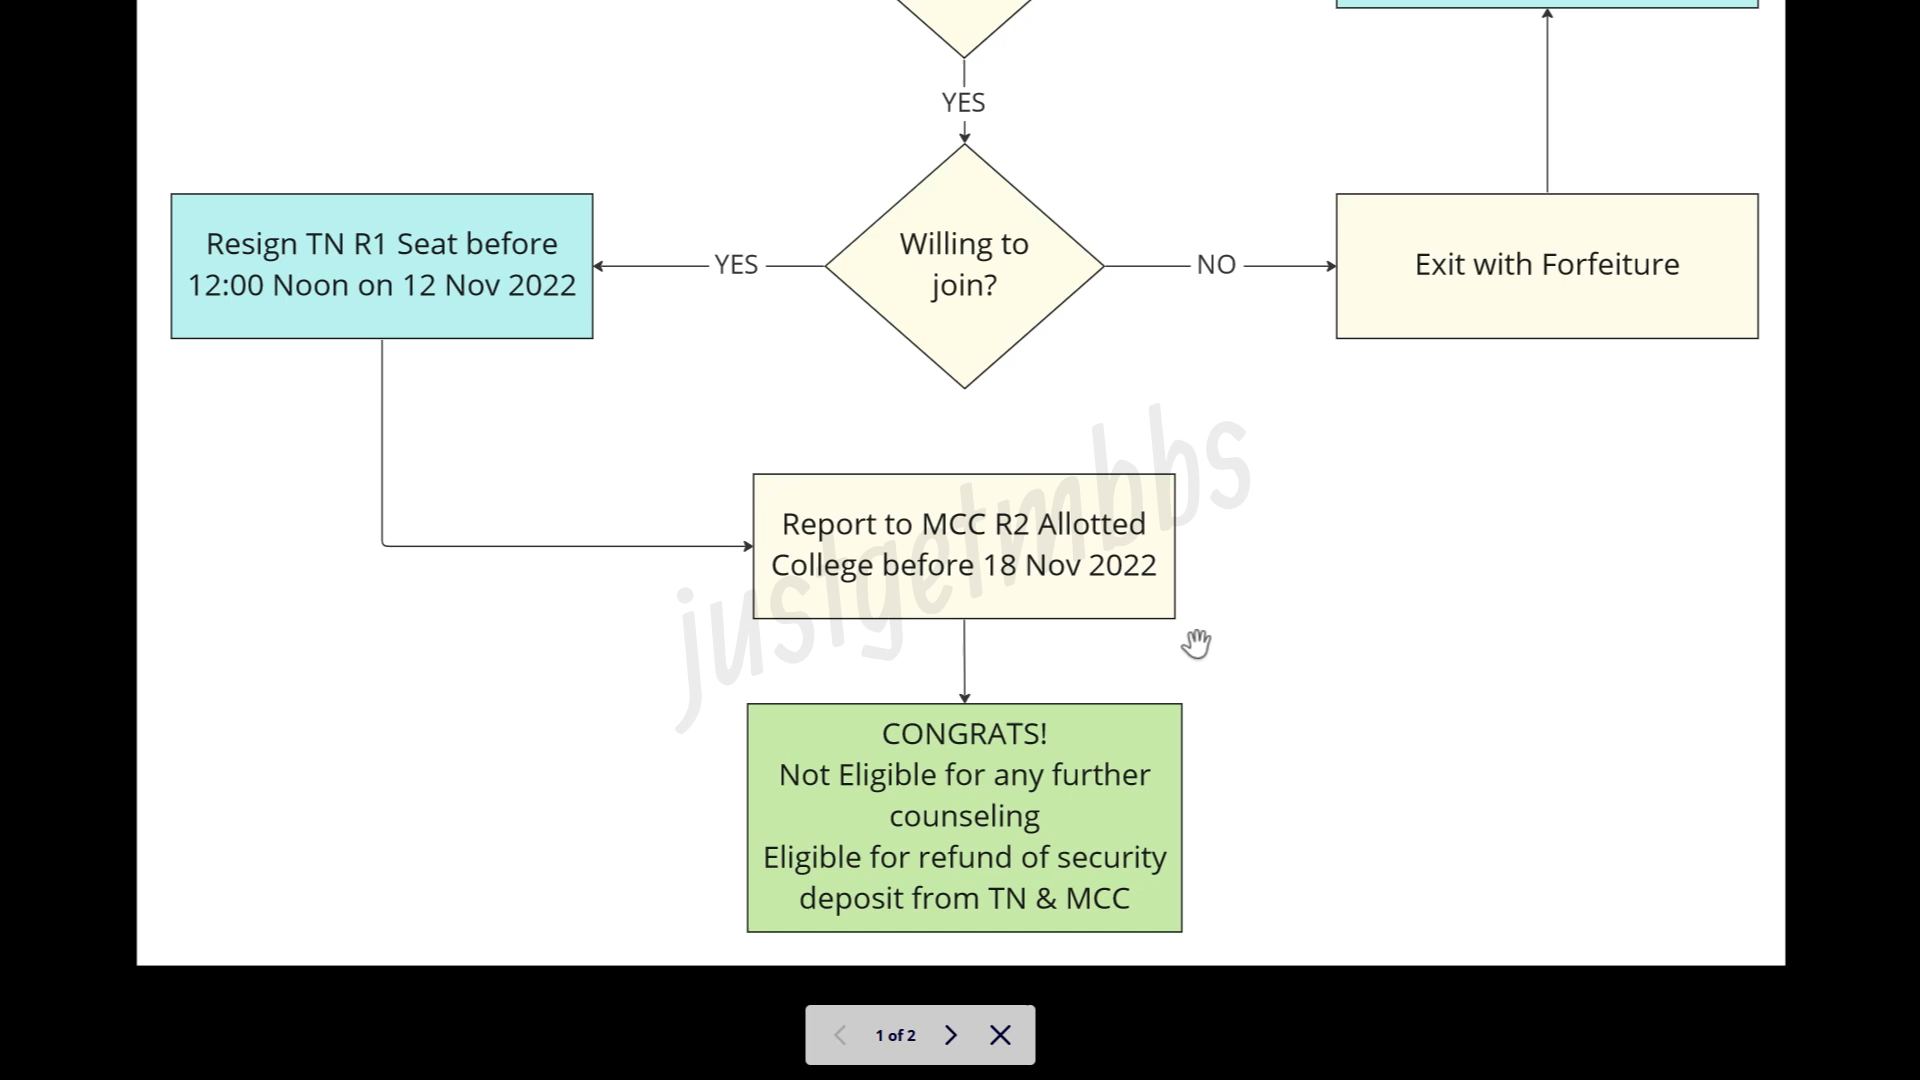 YES
Resign TN R1 Seat before
12:00 Noon on 12 Nov 2022
YES
Willing to
join?
NO
Exit with Forfeiture
Report to MCC R2 Allotted
College before 18 Nov 2022
justgetmbbs
CONGRATS!
Not Eligible for any further
counseling
Eligible for refund of security
deposit from TN & MCC
1 of 2